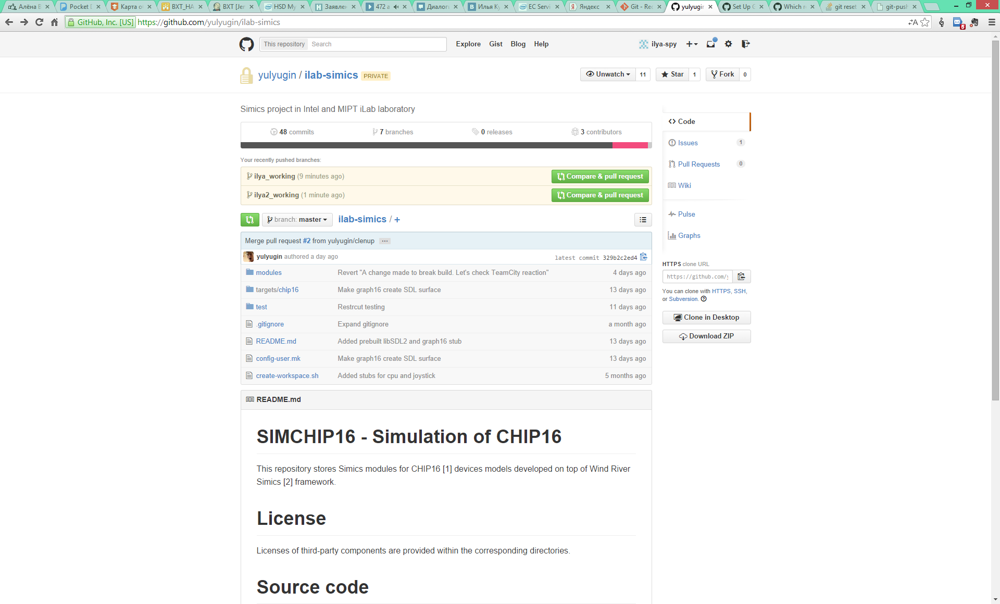 Алёна В
Pocket D
Карта о
BXT_HA
BXT [Jer
HSD My
Заявлен
472 а
Диалог
Илья Ку
EC Servi
Яндекс
Git - Rec
yulyugin
Set Up G
Which r
git reset
git-push
GitHub, Inc. [US] https://github.com/yulyugin/ilab-simics
5
This repository Search Explore Gist Blog Help ilya-spy
yulyugin / ilab-simics PRIVATE
Unwatch 11 Star 1 Fork 0
Simics project in Intel and MIPT iLab laboratory
48 commits 7 branches 0 releases 3 contributors
Your recently pushed branches:
ilya_working (9 minutes ago) Compare & pull request
ilya2_working (1 minute ago) Compare & pull request
branch: master ilab-simics / +
Merge pull request #2 from yulyugin/clenup ...
yulyugin authored a day ago latest commit 329b2c2ed4
modules Revert "A change made to break build. Let's check TeamCity reaction" 4 days ago
targets/chip16 Make graph16 create SDL surface 13 days ago
test Restrcut testing 11 days ago
.gitignore Expand gitignore a month ago
README.md Added prebuilt libSDL2 and graph16 stub 13 days ago
config-user.mk Make graph16 create SDL surface 13 days ago
create-workspace.sh Added stubs for cpu and joystick 5 months ago
README.md
SIMCHIP16 - Simulation of CHIP16
This repository stores Simics modules for CHIP16 [1] devices models developed on top of Wind River
Simics [2] framework.
License
Licenses of third-party components are provided within the corresponding directories.
Source code
Code
Issues 1
Pull Requests 0
Wiki
Pulse
Graphs
HTTPS clone URL
https://github.com/y
You can clone with HTTPS, SSH,
or Subversion.
Clone in Desktop
Download ZIP